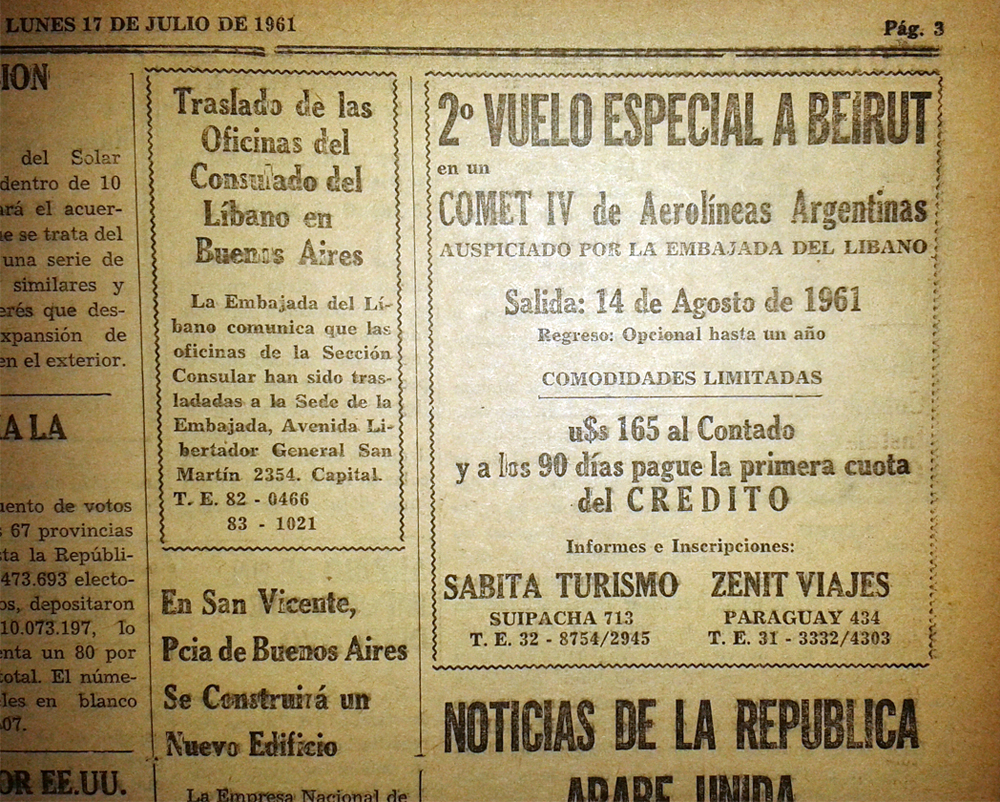 LUNES 17 DE JULIO DE 1961
Pág. 3
ION
del Solar
dentro de 10
ará el acuer-
e se trata del
una serie de
similares y
erés que des-
xpansión de
en el exterior.
A LA
uento de votos
67 provincias
sta la Repúbli-
473.693 electo-
os, depositaron
10.073.197, lo
enta un 80 por
total. El núme-
les en blanco
07.
OR EE.UU.
Traslado de las
Oficinas del
Consulado del
Líbano en
Buenos Aires
La Embajada del Lí-
bano comunica que las
oficinas de la Sección
Consular han sido tras-
ladadas a la Sede de la
Embajada, Avenida Li-
bertador General San
Martín 2354. Capital.
T. E. 82 - 0466
83 - 1021
En San Vicente,
Pcia de Buenos Aires
Se Construirá un
Nuevo Edificio
La Empresa Nacional de
2º VUELO ESPECIAL A BEIRUT
en un
COMET IV de Aerolíneas Argentinas
AUSPICIADO POR LA EMBAJADA DEL LIBANO
Salida: 14 de Agosto de 1961
Regreso: Opcional hasta un año
COMODIDADES LIMITADAS
u$s 165 al Contado
y a los 90 días pague la primera cuota
del CREDITO
Informes e Inscripciones:
SABITA TURISMO ZENIT VIAJES
SUIPACHA 713 PARAGUAY 434
T. E. 32 - 8754/2945 T. E. 31 - 3332/4303
NOTICIAS DE LA REPUBLICA
ARABE UNIDA